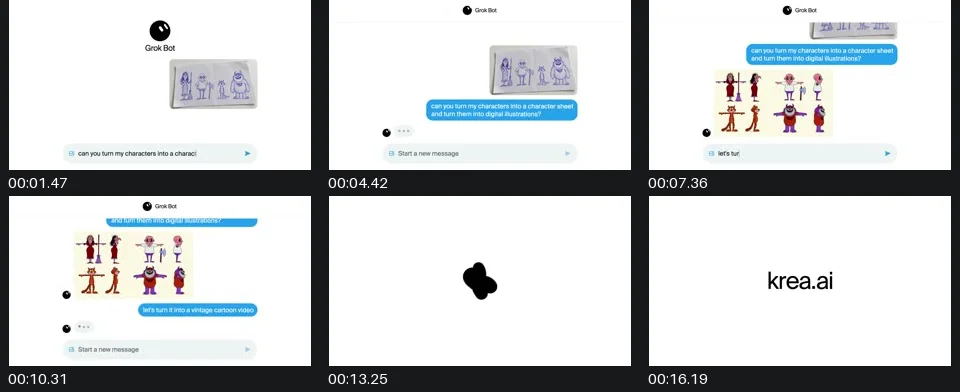 Grok Bot
can you turn my characters into a charac
00:01.47
Grok Bot
can you turn my characters into a character sheet
and turn them into digital illustrations?
Start a new message
00:04.42
Grok Bot
can you turn my characters into a character sheet
and turn them into digital illustrations?
let's tur
00:07.36
Grok Bot
and turn them into digital illustrations?
let's turn it into a vintage cartoon video
Start a new message
00:10.31
00:13.25
krea.ai
00:16.19